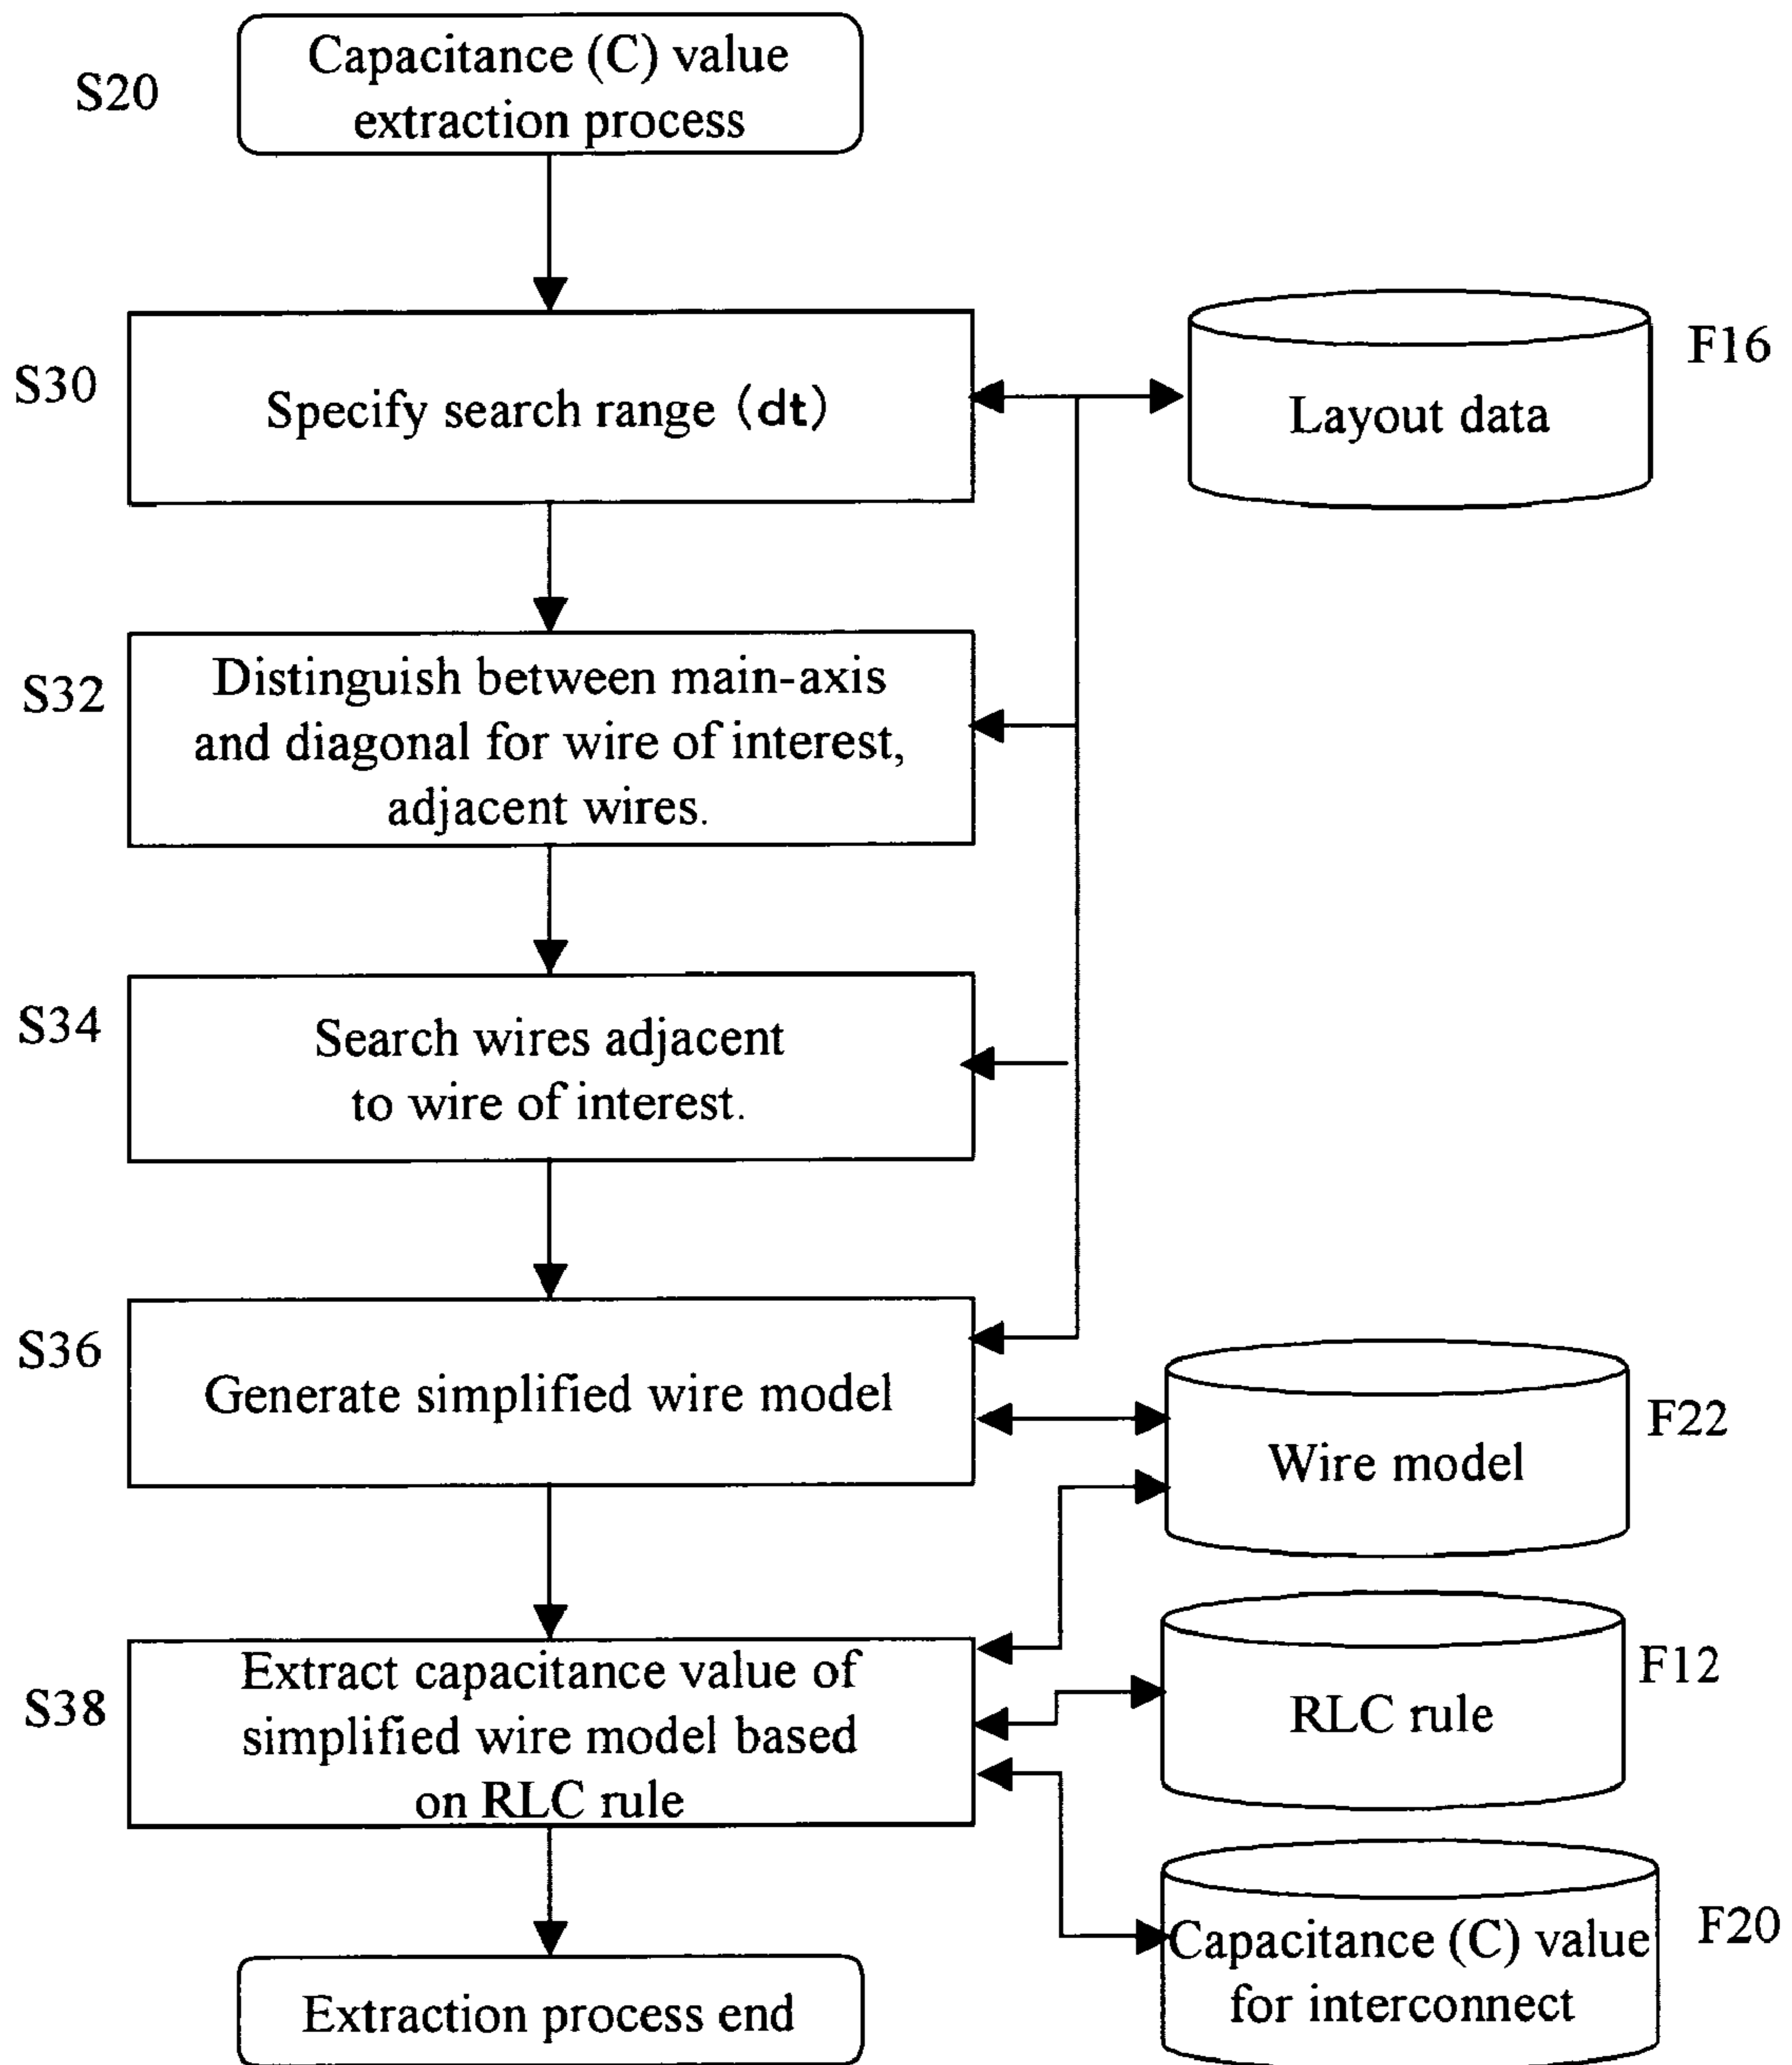 S20
Capacitance (C) value
extraction process
S30
Specify search range (dt)
Layout data
F16
S32
Distinguish between main-axis
and diagonal for wire of interest,
adjacent wires.
S34
Search wires adjacent
to wire of interest.
S36
Generate simplified wire model
Wire model
F22
S38
Extract capacitance value of
simplified wire model based
on RLC rule
RLC rule
F12
Capacitance (C) value
for interconnect
F20
Extraction process end